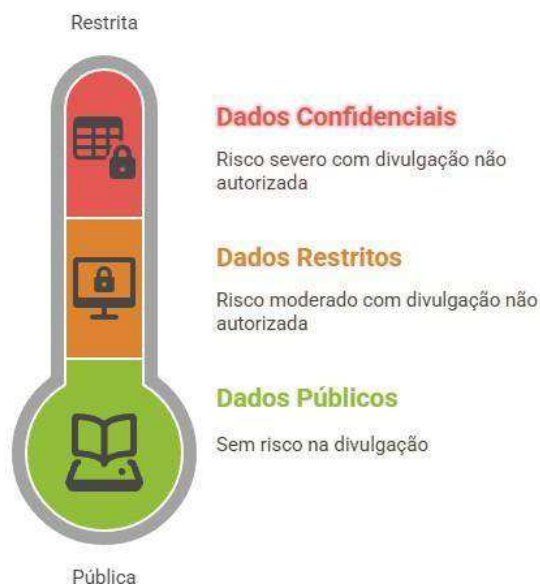 Restrita
Dados Confidenciais
Risco severo com divulgação não
autorizada
Dados Restritos
Risco moderado com divulgação não
autorizada
Dados Públicos
Sem risco na divulgação
Pública